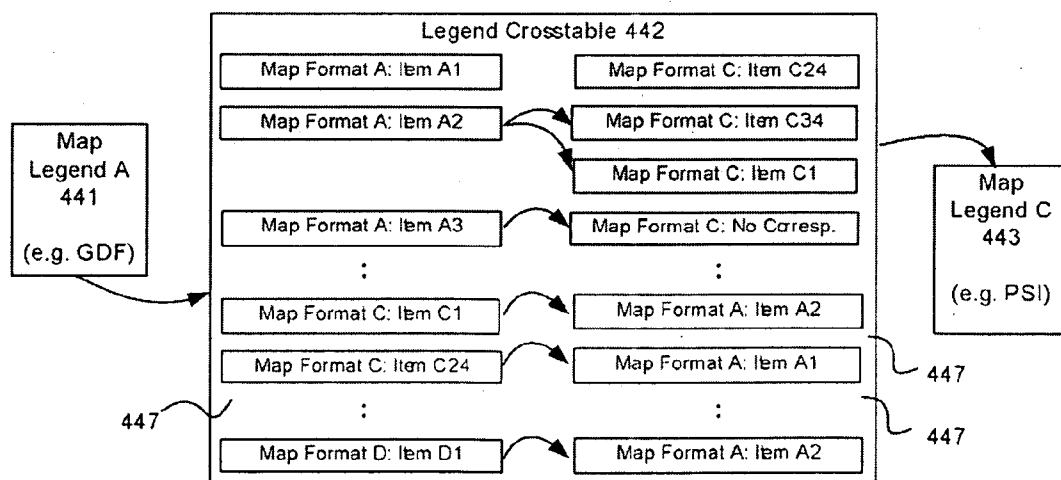 Legend Crosstable 442
Map Format A: Item A1
Map Format C: Item C24
Map Format A: Item A2
Map Format C: Item C34
Map Format C: Item C1
Map Format A: Item A3
Map Format C: No Corresp.
:
:
Map Format C: Item C1
Map Format A: Item A2
Map Format C: Item C24
Map Format A: Item A1
:
:
Map Format D: Item D1
Map Format A: Item A2
Map
Legend A
441
(e.g. GDF)
Map
Legend C
443
(e.g. PSI)
447
447
447